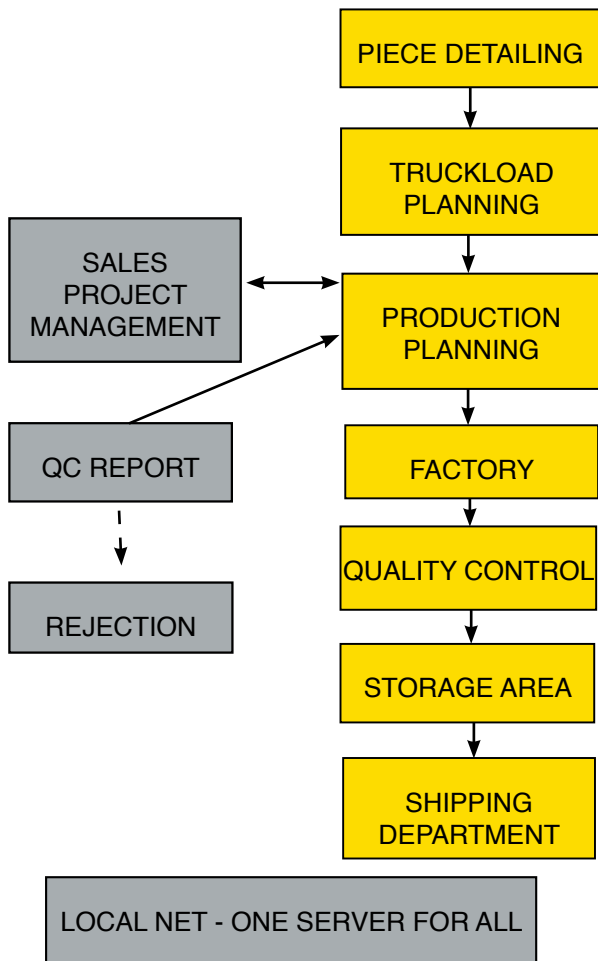 PIECE DETAILING
TRUCKLOAD
PLANNING
SALES
PROJECT
MANAGEMENT
PRODUCTION
PLANNING
QC REPORT
FACTORY
QUALITY CONTROL
REJECTION
STORAGE AREA
SHIPPING
DEPARTMENT
LOCAL NET - ONE SERVER FOR ALL